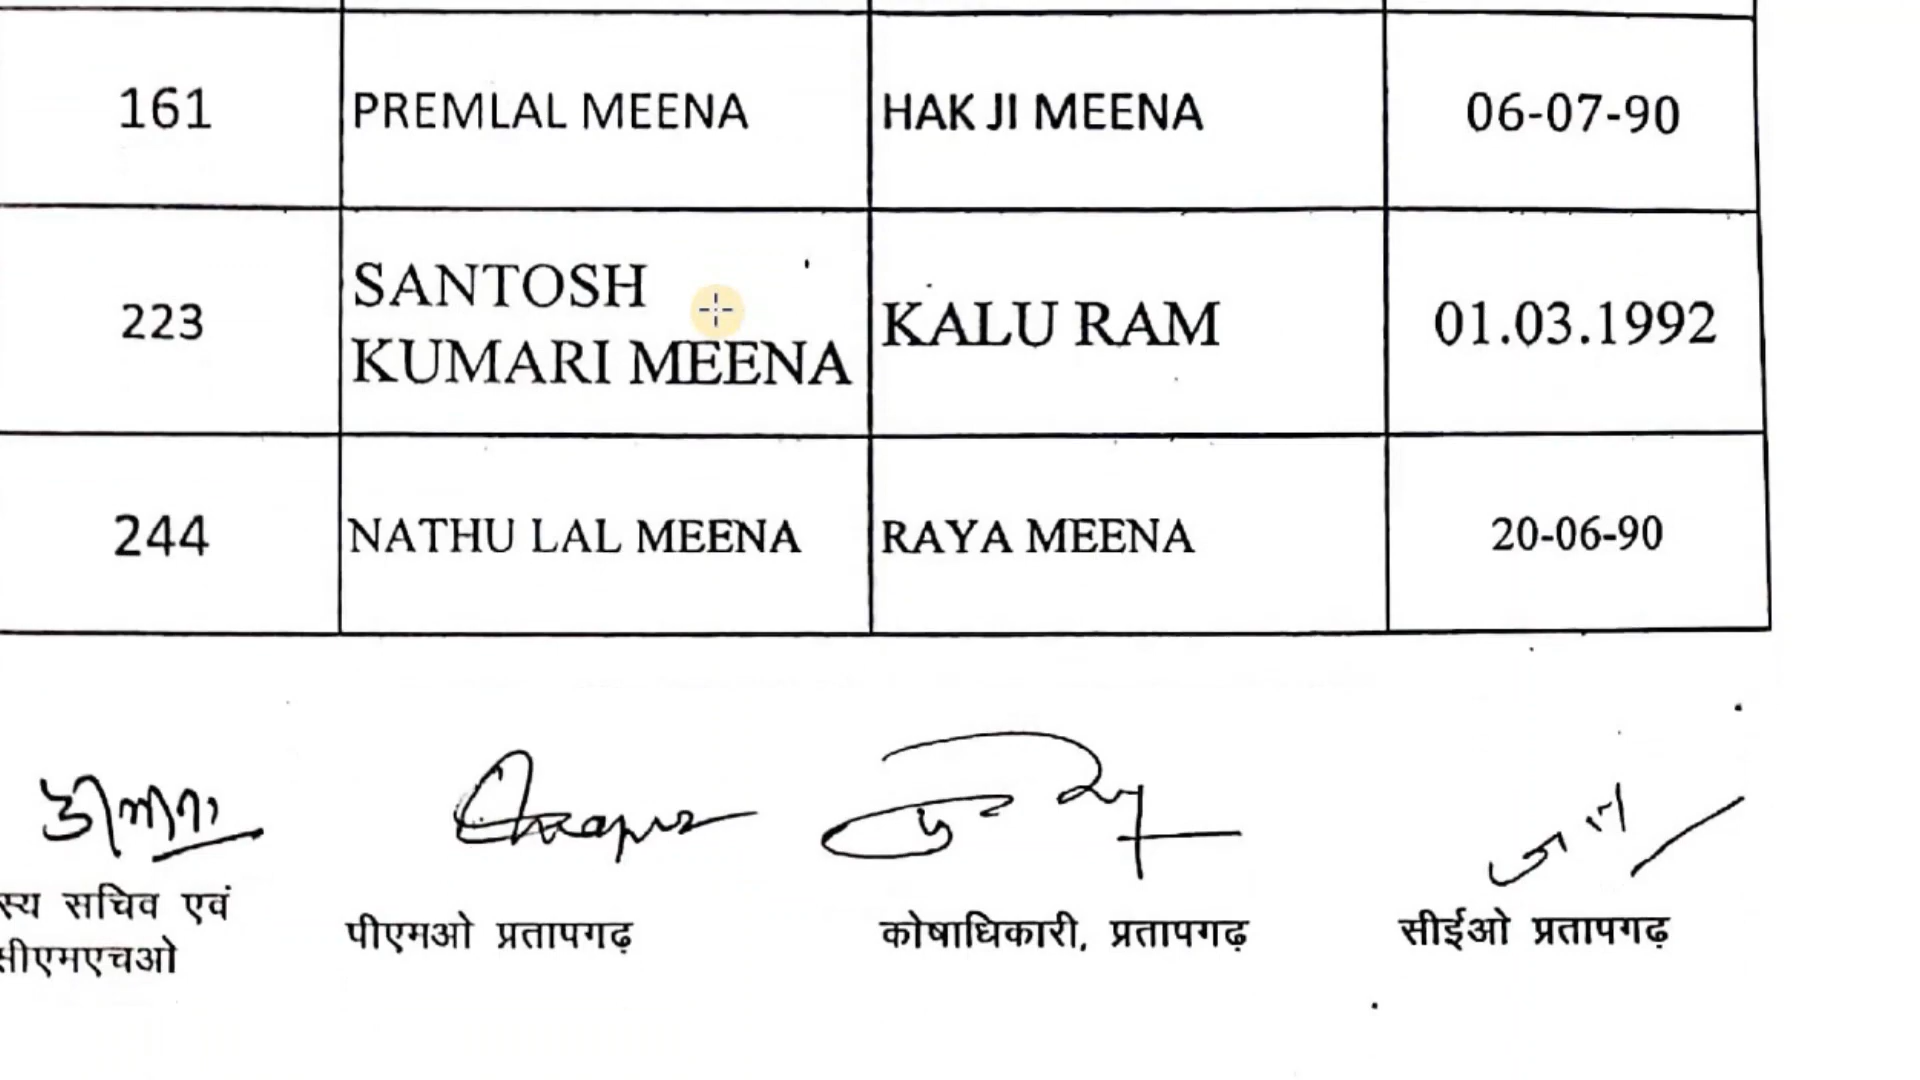 161 PREMLAL MEENA HAK JI MEENA 06-07-90
223 SANTOSH KUMARI MEENA KALU RAM 01.03.1992
244 NATHU LAL MEENA RAYA MEENA 20-06-90
स्य सचिव एवं
सीएमएचओ
पीएमओ प्रतापगढ़
कोषाधिकारी, प्रतापगढ़
सीईओ प्रतापगढ़